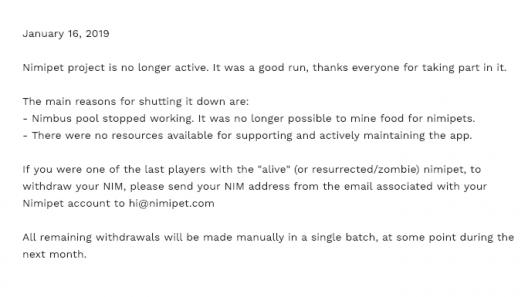 January 16, 2019
Nimipet project is no longer active. It was a good run, thanks everyone for taking part in it.
The main reasons for shutting it down are:
- Nimbus pool stopped working. It was no longer possible to mine food for nimipets.
- There were no resources available for supporting and actively maintaining the app.
If you were one of the last players with the "alive" (or resurrected/zombie) nimipet, to
withdraw your NIM, please send your NIM address from the email associated with your
Nimipet account to hi@nimipet.com
All remaining withdrawals will be made manually in a single batch, at some point during the
next month.